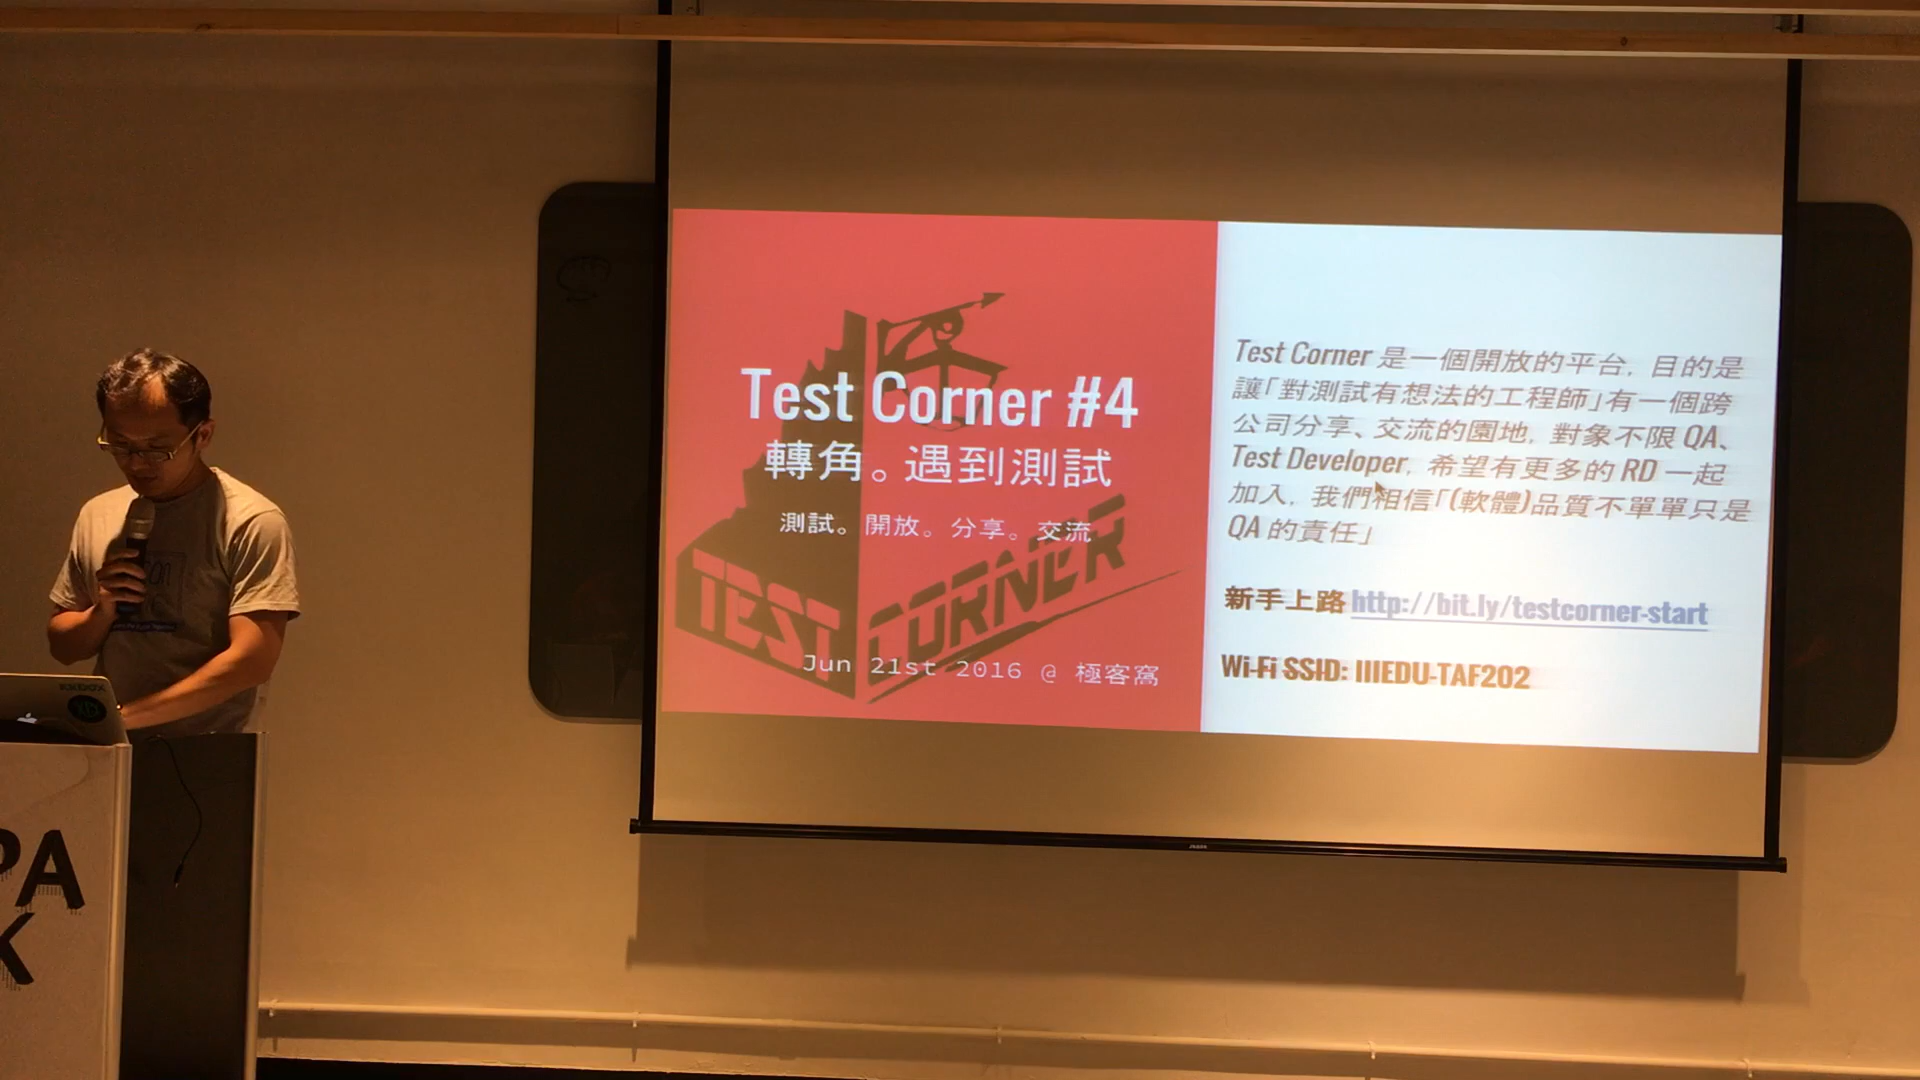 Test Corner #4
轉角。遇到測試
測試。開放。分享。交流
TEST CORNER
Jun 21st 2016 @ 極客窩
Test Corner 是一個開放的平台, 目的是
讓「對測試有想法的工程師」有一個跨
公司分享、交流的園地, 對象不限 QA、
Test Developer, 希望有更多的 RD 一起
加入, 我們相信「(軟體)品質不單單只是
QA 的責任」
新手上路 http://bit.ly/testcorner-start
Wi-Fi SSID: IIIEDU-TAF202
PA
K